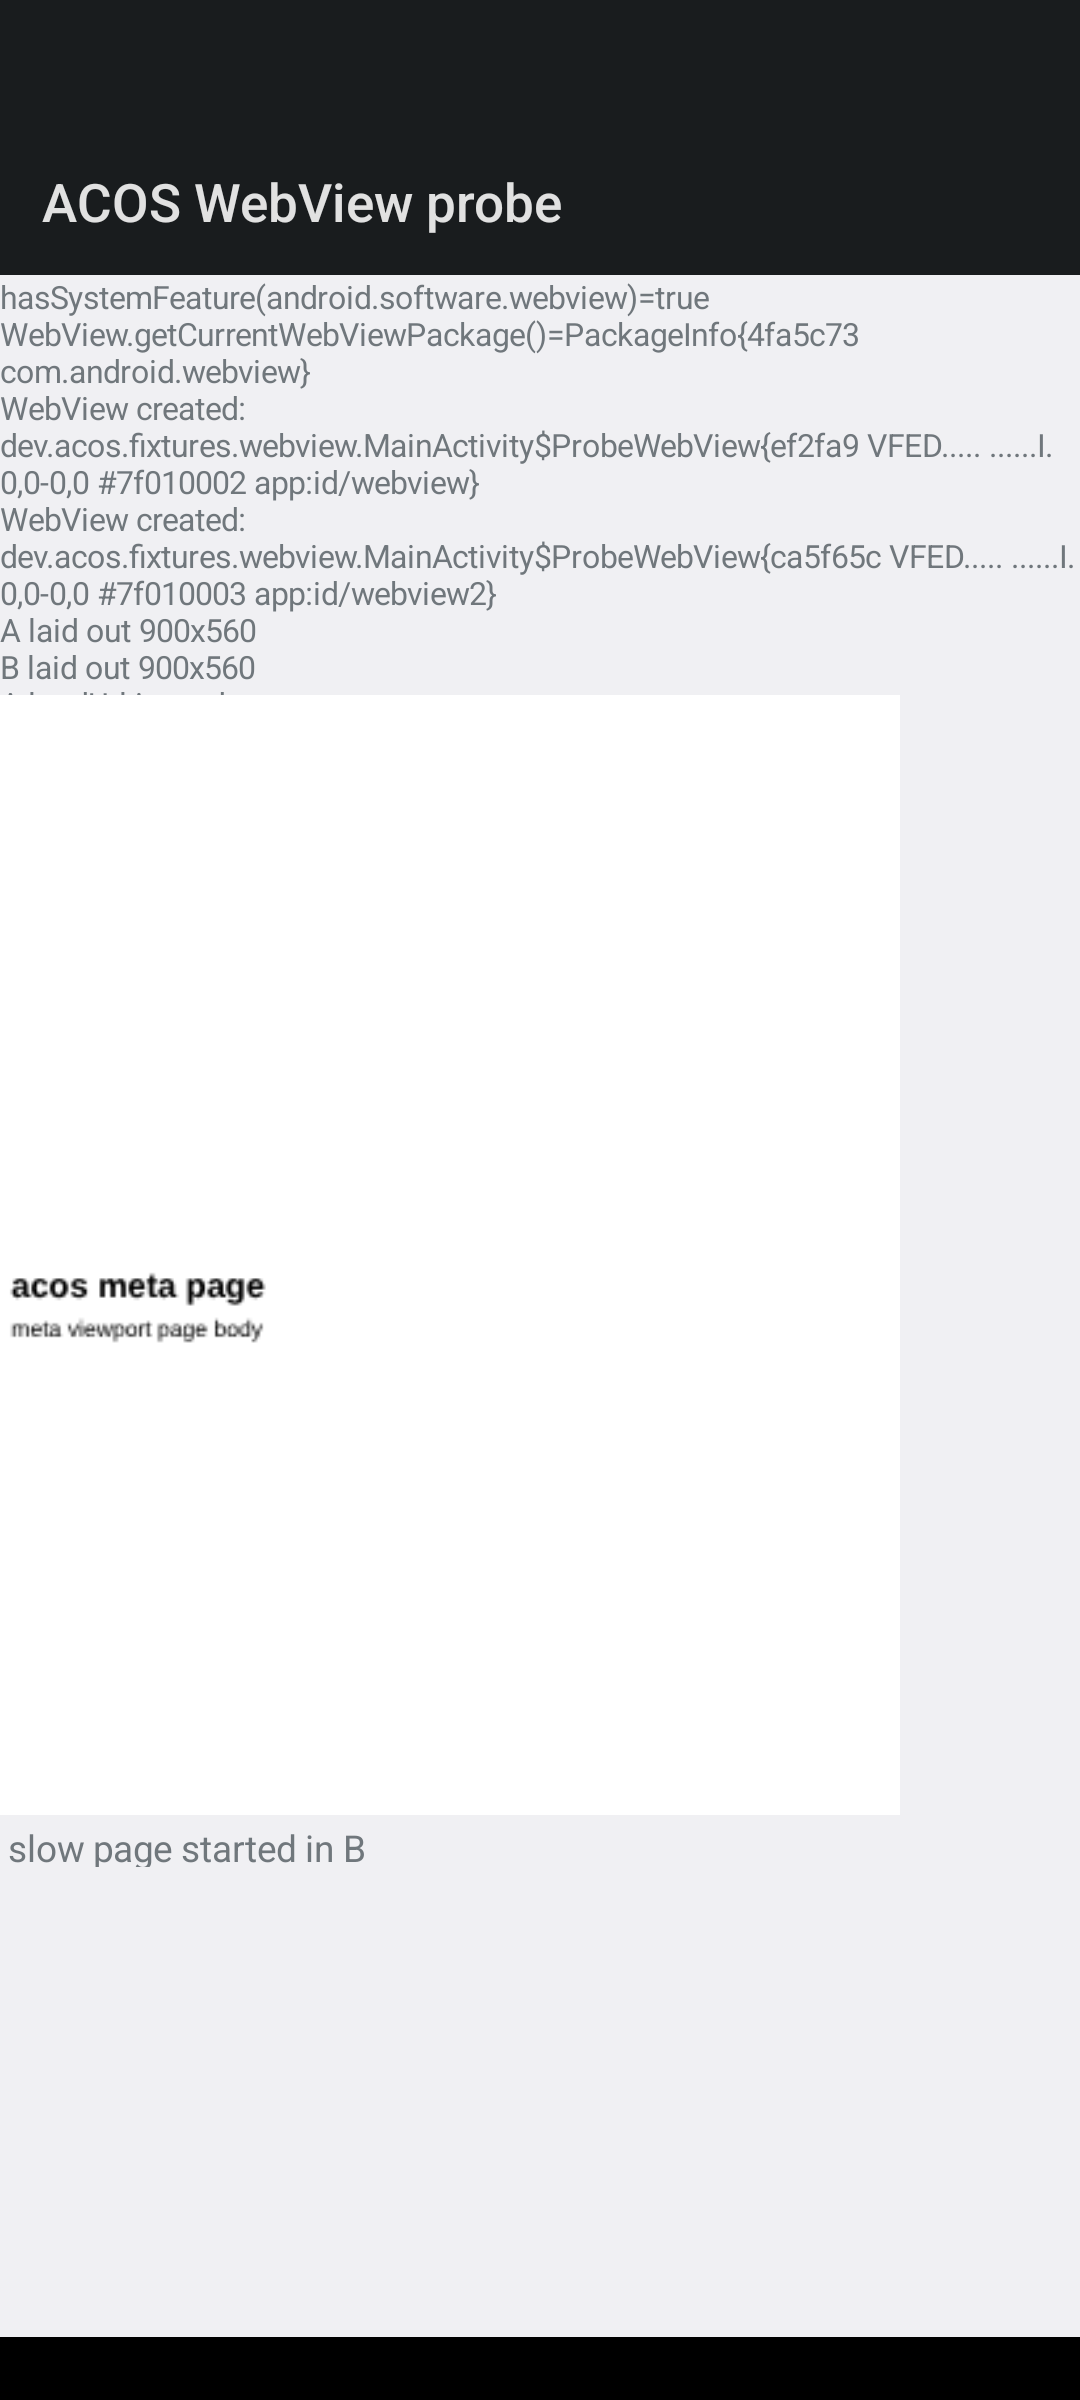 ACOS WebView probe
hasSystemFeature(android.software.webview)=true
WebView.getCurrentWebViewPackage()=PackageInfo{4fa5c73
com.android.webview}
WebView created:
dev.acos.fixtures.webview.MainActivity$ProbeWebView{ef2fa9 VFED..... ......I.
0,0-0,0 #7f010002 app:id/webview}
WebView created:
dev.acos.fixtures.webview.MainActivity$ProbeWebView{ca5f65c VFED..... ......I.
0,0-0,0 #7f010003 app:id/webview2}
A laid out 900x560
B laid out 900x560
acos meta page
meta viewport page body
slow page started in B